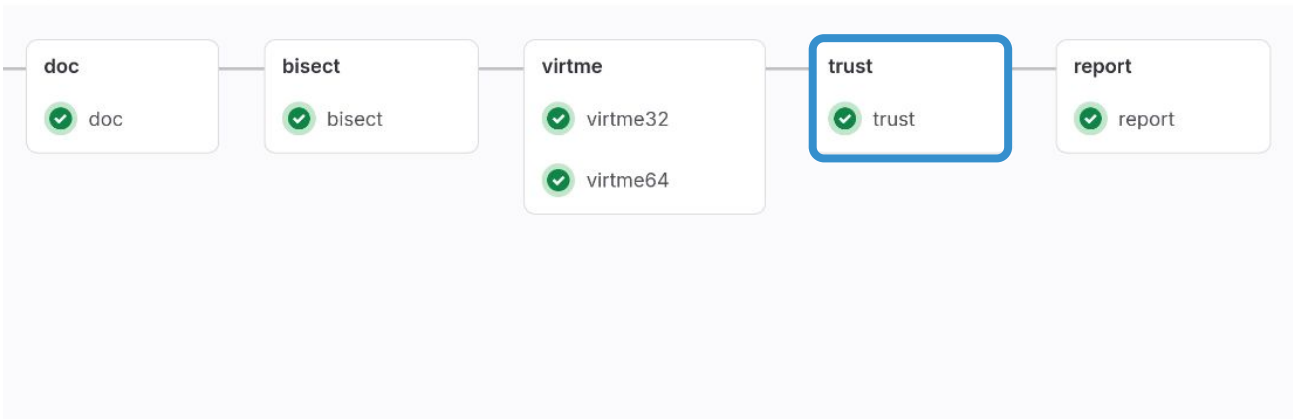 doc
doc
bisect
bisect
virtme
virtme32
virtme64
trust
trust
report
report